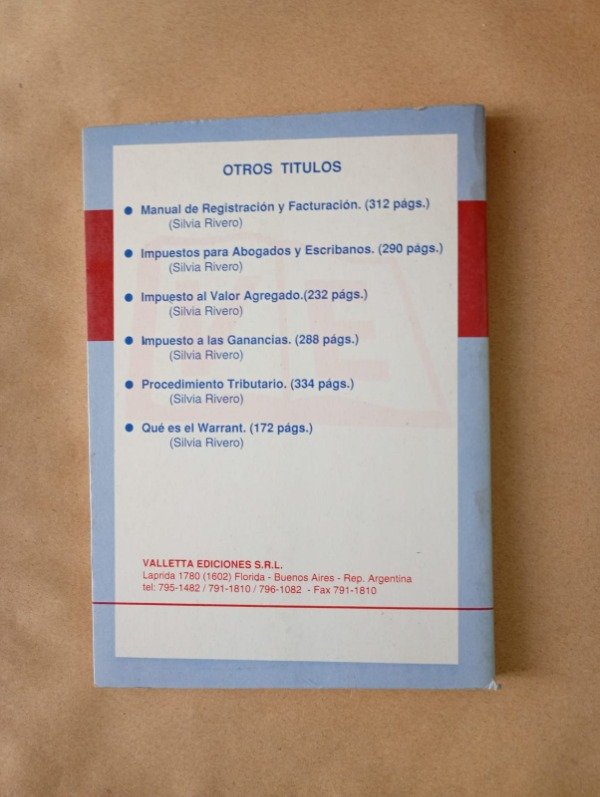 OTROS TITULOS
● Manual de Registración y Facturación. (312 págs.)
(Silvia Rivero)
● Impuestos para Abogados y Escribanos. (290 págs.)
(Silvia Rivero)
● Impuesto al Valor Agregado.(232 págs.)
(Silvia Rivero)
● Impuesto a las Ganancias. (288 págs.)
(Silvia Rivero)
● Procedimiento Tributario. (334 págs.)
(Silvia Rivero)
● Qué es el Warrant. (172 págs.)
(Silvia Rivero)
VALLETTA EDICIONES S.R.L.
Laprida 1780 (1602) Florida - Buenos Aires - Rep. Argentina
tel: 795-1482 / 791-1810 / 796-1082 - Fax 791-1810